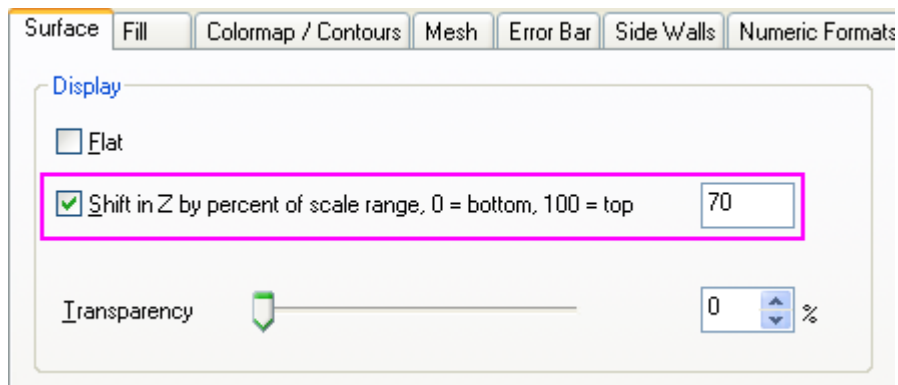 Surface Fill Colormap / Contours Mesh Error Bar Side Walls Numeric Formats
Display
Flat
Shift in Z by percent of scale range, 0 = bottom, 100 = top 70
Transparency 0 %